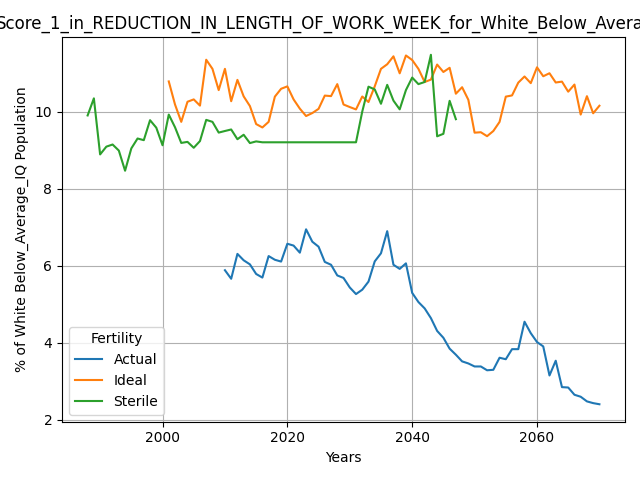 Score_1_in_REDUCTION_IN_LENGTH_OF_WORK_WEEK_for_White_Below_Avera
% of White Below_Average_IQ Population
10
8
6
4
2
Fertility
Actual
Ideal
Sterile
2000 2020 2040 2060
Years